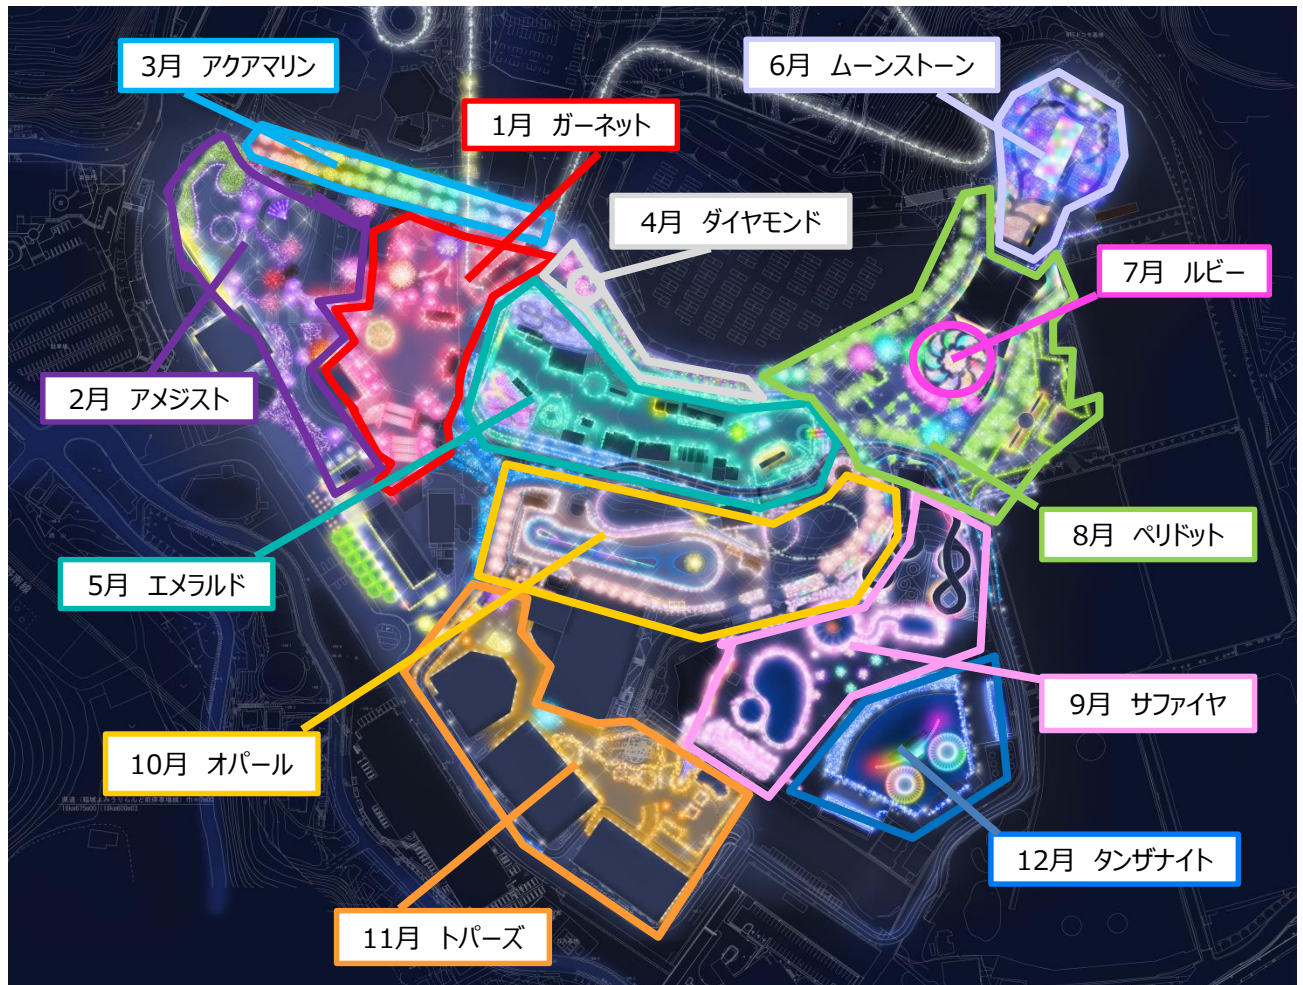 3月　アクアマリン
6月　ムーンストーン
1月　ガーネット
4月　ダイヤモンド
7月　ルビー
2月　アメジスト
8月　ペリドット
5月　エメラルド
9月　サファイヤ
10月　オパール
12月　タンザナイト
11月　トパーズ